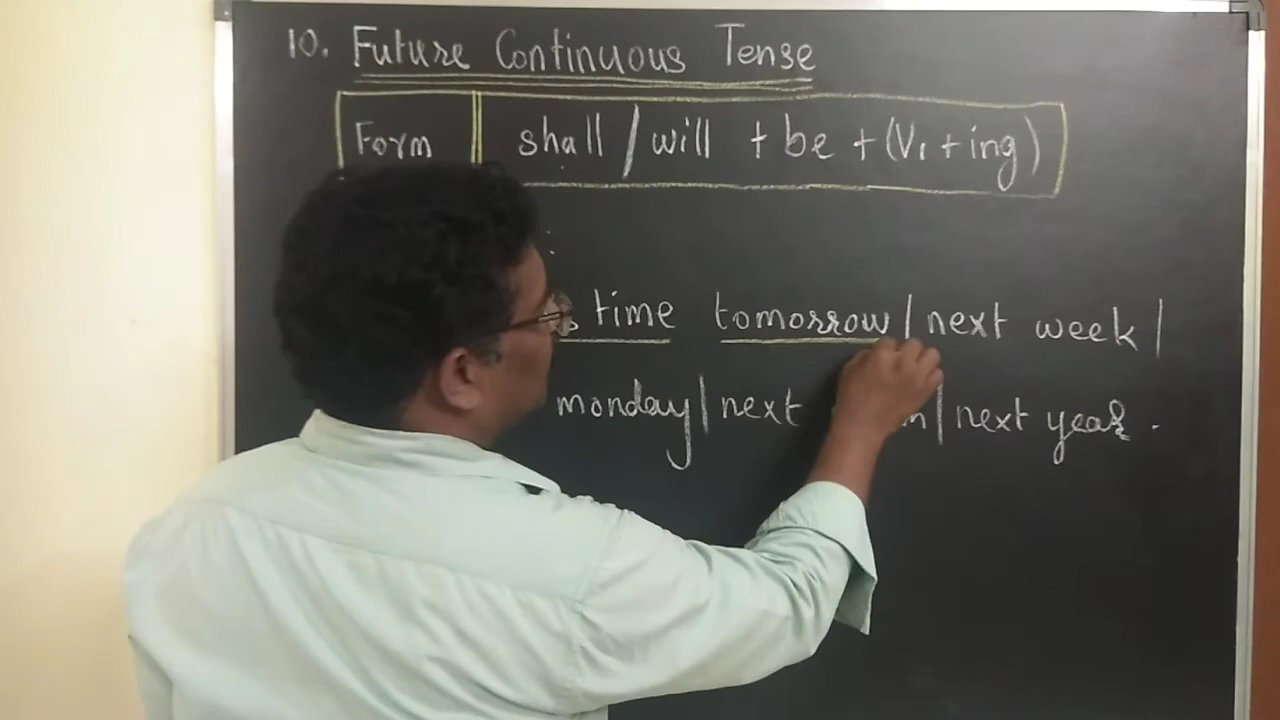 10. Future Continuous Tense
Form shall / will + be + (V1 + ing)
time tomorrow / next week /
monday / next / next year.